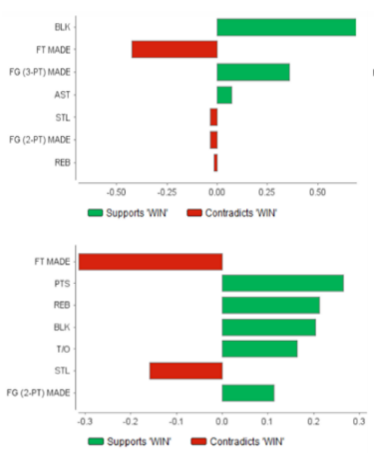 BLK
FT MADE
FG (3-PT) MADE
AST
STL
FG (2-PT) MADE
REB
-0.50 -0.25 0.00 0.25 0.50
Supports 'WIN' Contradicts 'WIN'
FT MADE
PTS
REB
BLK
T/O
STL
FG (2-PT) MADE
-0.3 -0.2 -0.1 0.0 0.1 0.2 0.3
Supports 'WIN' Contradicts 'WIN'